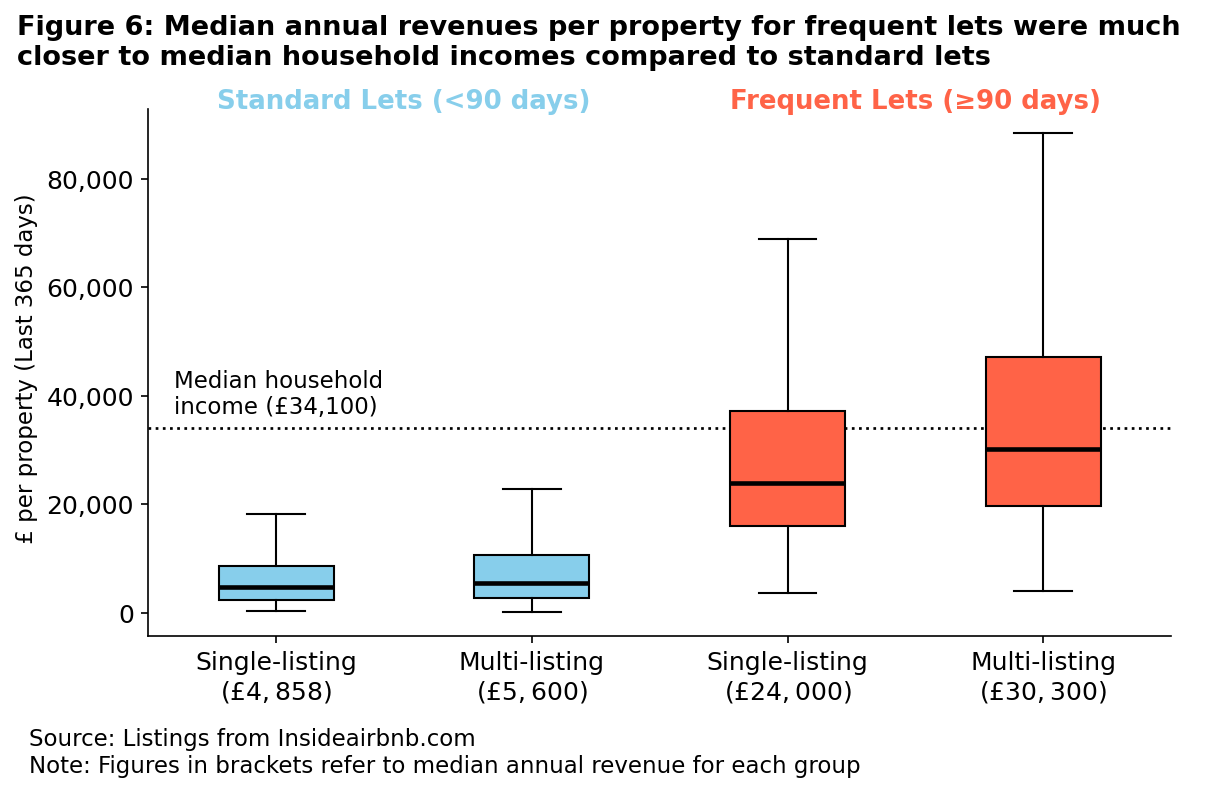 Figure 6: Median annual revenues per property for frequent lets were much
closer to median household incomes compared to standard lets
Standard Lets (<90 days)
Frequent Lets (≥90 days)
£ per property (Last 365 days)
80,000
60,000
40,000
20,000
0
Median household
income (£34,100)
Single-listing
(£4, 858)
Multi-listing
(£5, 600)
Single-listing
(£24, 000)
Multi-listing
(£30, 300)
Source: Listings from Insideairbnb.com
Note: Figures in brackets refer to median annual revenue for each group